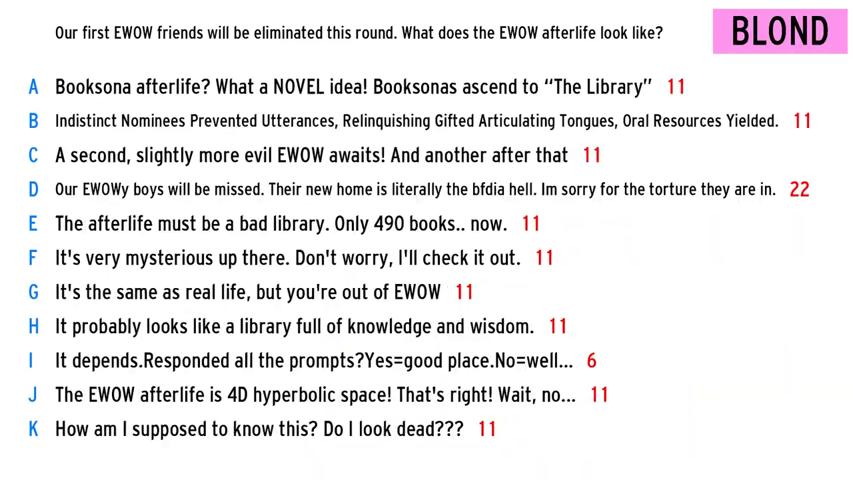 Our first EWOW friends will be eliminated this round. What does the EWOW afterlife look like?
BLOND
A Booksona afterlife? What a NOVEL idea! Booksonas ascend to “The Library” 11
B Indistinct Nominees Prevented Utterances, Relinquishing Gifted Articulating Tongues, Oral Resources Yielded. 11
C A second, slightly more evil EWOW awaits! And another after that 11
D Our EWOWy boys will be missed. Their new home is literally the bfdia hell. Im sorry for the torture they are in. 22
E The afterlife must be a bad library. Only 490 books.. now. 11
F It's very mysterious up there. Don't worry, I'll check it out. 11
G It's the same as real life, but you're out of EWOW 11
H It probably looks like a library full of knowledge and wisdom. 11
I It depends.Responded all the prompts?Yes=good place.No=well... 6
J The EWOW afterlife is 4D hyperbolic space! That's right! Wait, no... 11
K How am I supposed to know this? Do I look dead??? 11